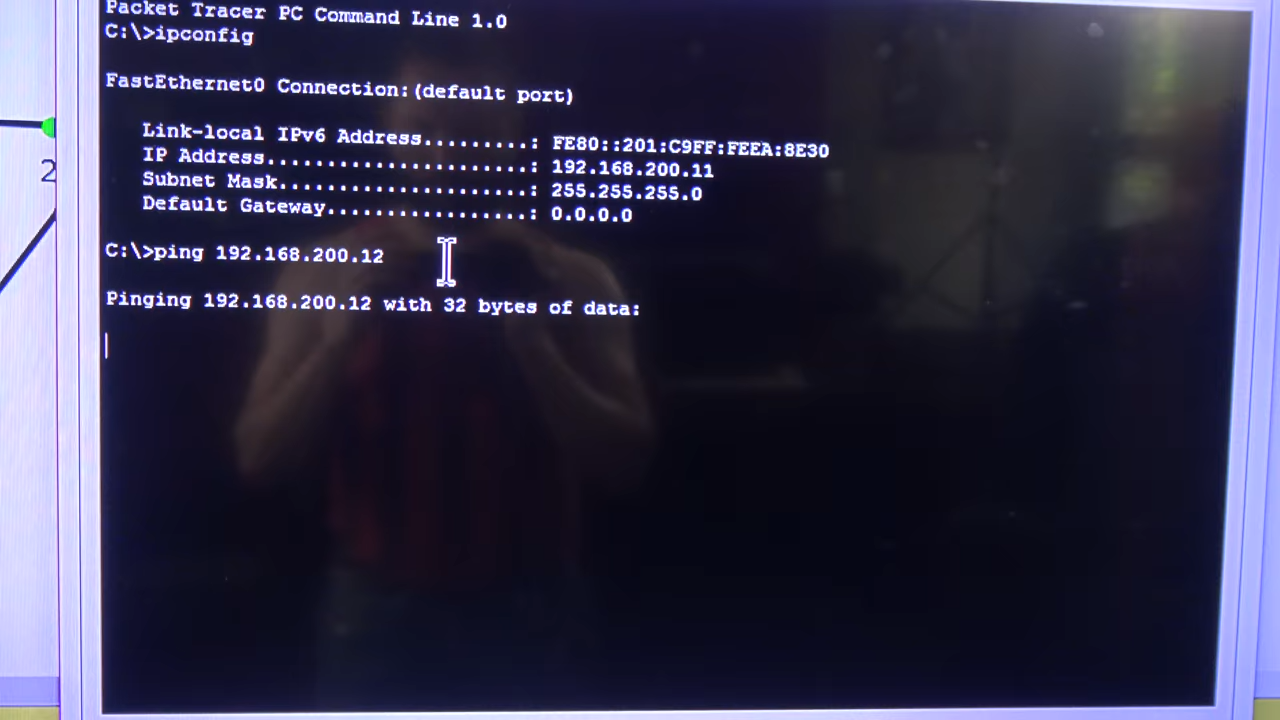 Packet Tracer PC Command Line 1.0
C:\>ipconfig
FastEthernet0 Connection:(default port)
Link-local IPv6 Address.........: FE80::201:C9FF:FEEA:8E30
IP Address......................: 192.168.200.11
Subnet Mask.....................: 255.255.255.0
Default Gateway.................: 0.0.0.0
2
C:\>ping 192.168.200.12
Pinging 192.168.200.12 with 32 bytes of data: